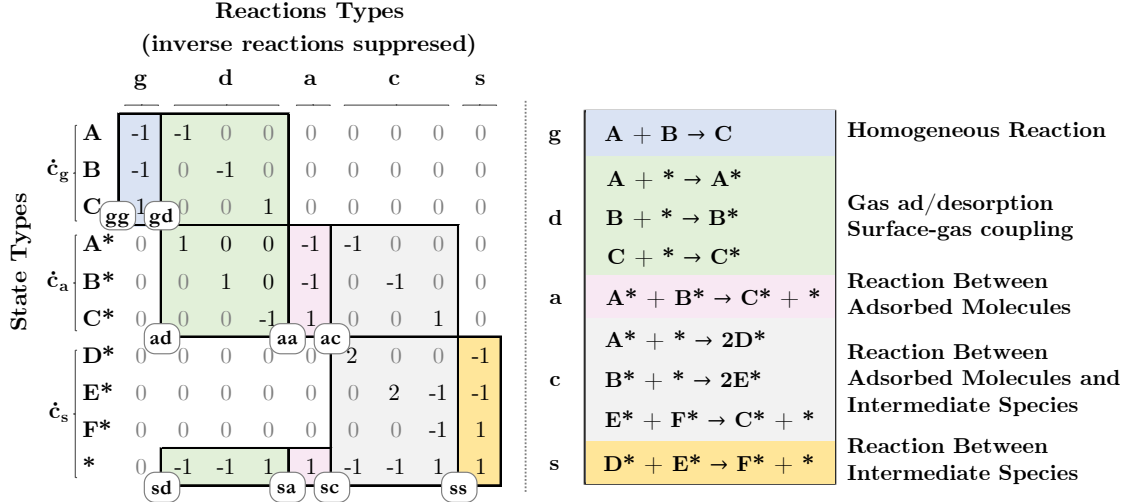 Reactions Types
(inverse reactions suppresed)
g d a c s
State Types
ċg
A -1 -1 0 0 0 0 0 0 0
B -1 0 -1 0 0 0 0 0 0
C 1 0 0 1 0 0 0 0 0
gg gd
ċa
A* 0 1 0 0 -1 -1 0 0 0
B* 0 0 1 0 -1 0 -1 0 0
C* 0 0 0 -1 1 0 0 1 0
ad aa ac
ċs
D* 0 0 0 0 0 2 0 0 -1
E* 0 0 0 0 0 0 2 -1 -1
F* 0 0 0 0 0 0 0 -1 1
* 0 -1 -1 1 1 -1 -1 1 1
sd sa sc ss
g A + B → C Homogeneous Reaction
d
A + * → A*
B + * → B*
C + * → C*
Gas ad/desorption
Surface-gas coupling
a A* + B* → C* + *
Reaction Between
Adsorbed Molecules
c
A* + * → 2D*
B* + * → 2E*
E* + F* → C* + *
Reaction Between
Adsorbed Molecules and
Intermediate Species
s D* + E* → F* + *
Reaction Between
Intermediate Species